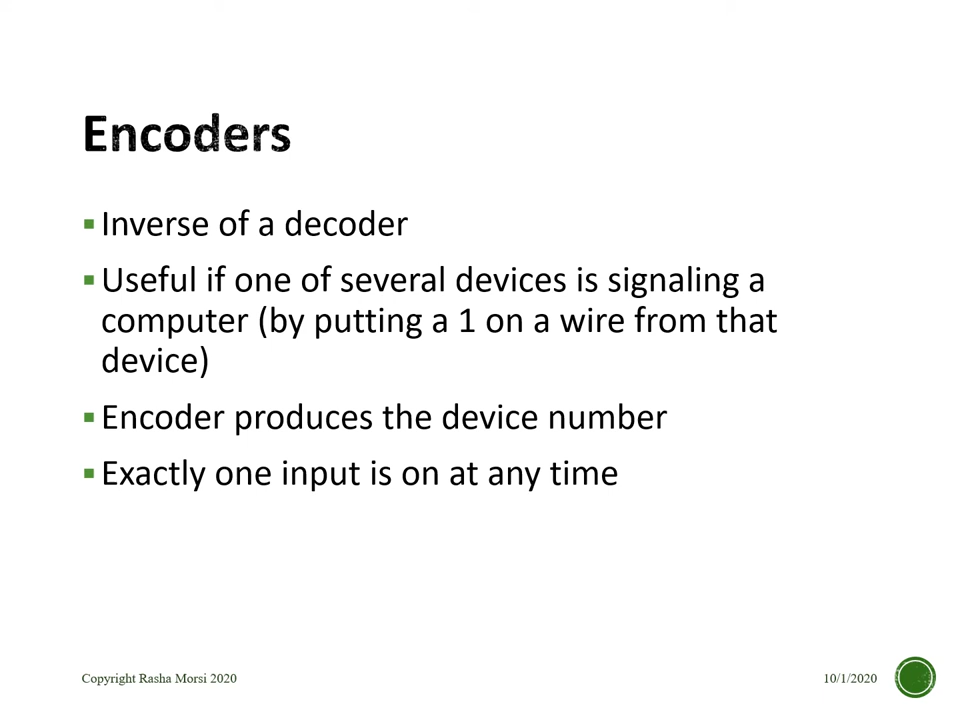 Encoders
▪ Inverse of a decoder
▪ Useful if one of several devices is signaling a
computer (by putting a 1 on a wire from that
device)
▪ Encoder produces the device number
▪ Exactly one input is on at any time
Copyright Rasha Morsi 2020
10/1/2020